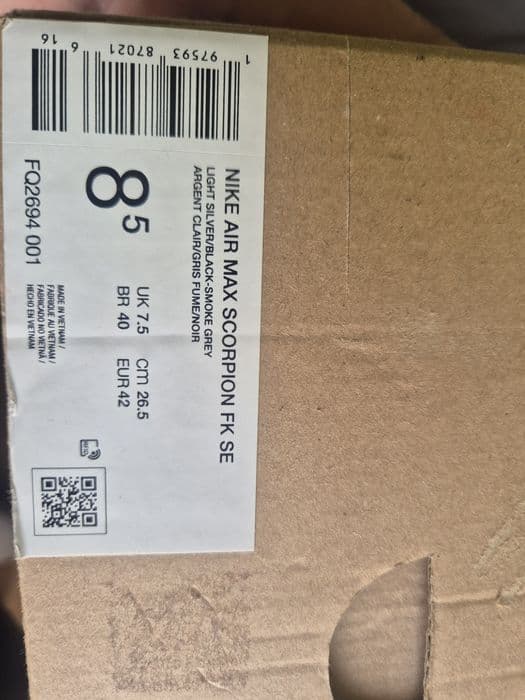 NIKE AIR MAX SCORPION FK SE
LIGHT SILVER/BLACK-SMOKE GREY
ARGENT CLAIR/GRIS FUME/NOIR
8 5
UK 7.5 cm 26.5
BR 40 EUR 42
MADE IN VIETNAM /
FABRIQUE AU VIETNAM /
FABRICADO NO VIETNÃ /
HECHO EN VIETNAM
FQ2694 001
1 97593 87021 6 16